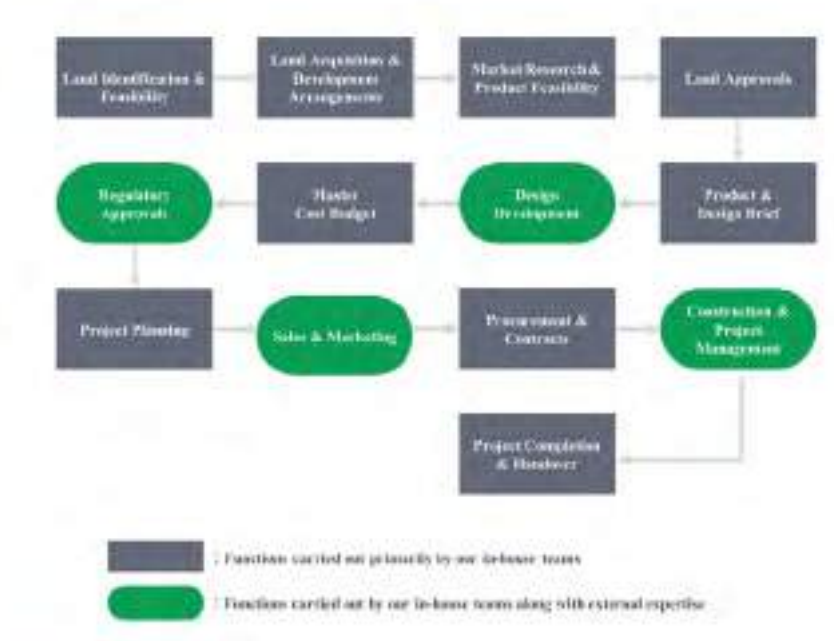 Land Identification &
Feasibility
Land Acquisition &
Development
Arrangements
Market Research &
Product Feasibility
Land Approvals
Regulatory
Approvals
Master
Cost Budget
Design
Development
Product &
Design Brief
Project Planning
Sales & Marketing
Procurement &
Contracts
Construction &
Project
Management
Project Completion
& Handover
: Functions carried out primarily by our in-house teams
: Functions carried out by our in-house teams along with external expertise